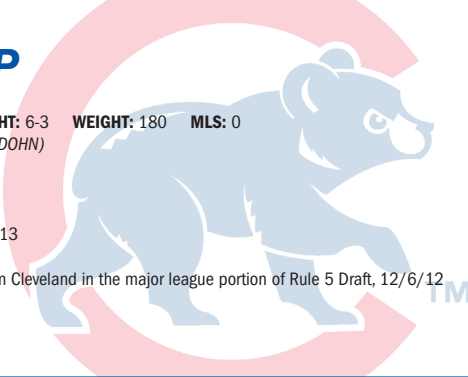 P
HT: 6-3 WEIGHT: 180 MLS: 0
DOHN)
13
m Cleveland in the major league portion of Rule 5 Draft, 12/6/12
TM